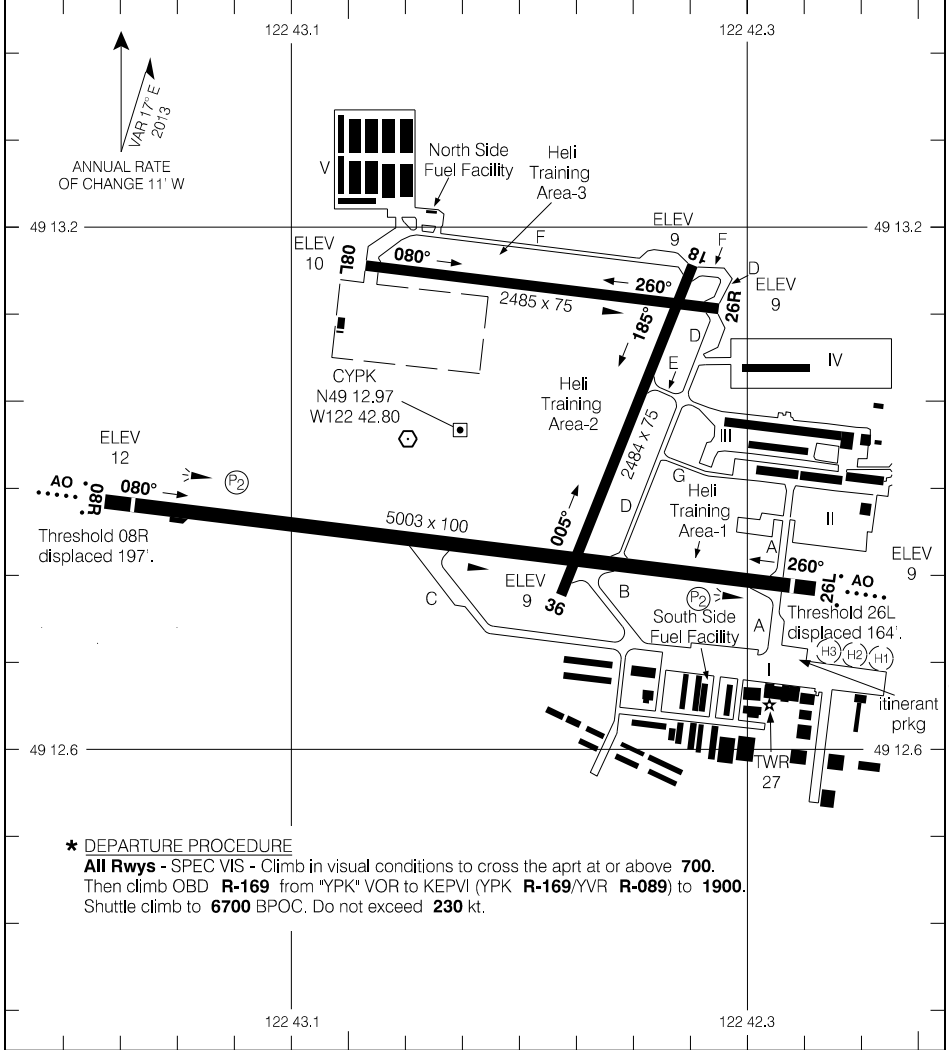 122 43.1
122 42.3
VAR 17° E
2013
ANNUAL RATE
OF CHANGE 11' W
V
North Side
Fuel Facility
Heli
Training
Area-3
49 13.2
49 13.2
ELEV
10
08L
080°
F
ELEV
9
18
F
D
260°
26R
ELEV
9
2485 x 75
185°
D
E
IV
CYPK
N49 12.97
W122 42.80
Heli
Training
Area-2
2484 x 75
III
ELEV
12
AO
08R
080°
P2
Threshold 08R
displaced 197'.
5003 x 100
005°
D
G
Heli
Training
Area-1
II
A
260°
26L
ELEV
9
AO
C
ELEV
9
36
B
P2
A
Threshold 26L
displaced 164'.
South Side
Fuel Facility
H3
H2
H1
I
itinerant
prkg
49 12.6
49 12.6
TWR
27
* DEPARTURE PROCEDURE
All Rwys - SPEC VIS - Climb in visual conditions to cross the aprt at or above 700.
Then climb OBD R-169 from "YPK" VOR to KEPVI (YPK R-169/YVR R-089) to 1900.
Shuttle climb to 6700 BPOC. Do not exceed 230 kt.
122 43.1
122 42.3